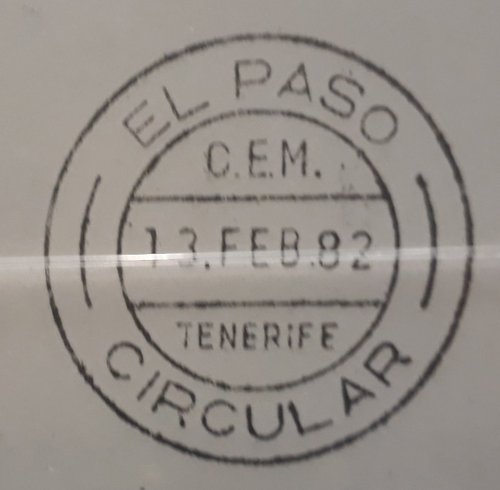 EL PASO
C.E.M.
13.FEB.82
TENERIFE
CIRCULAR